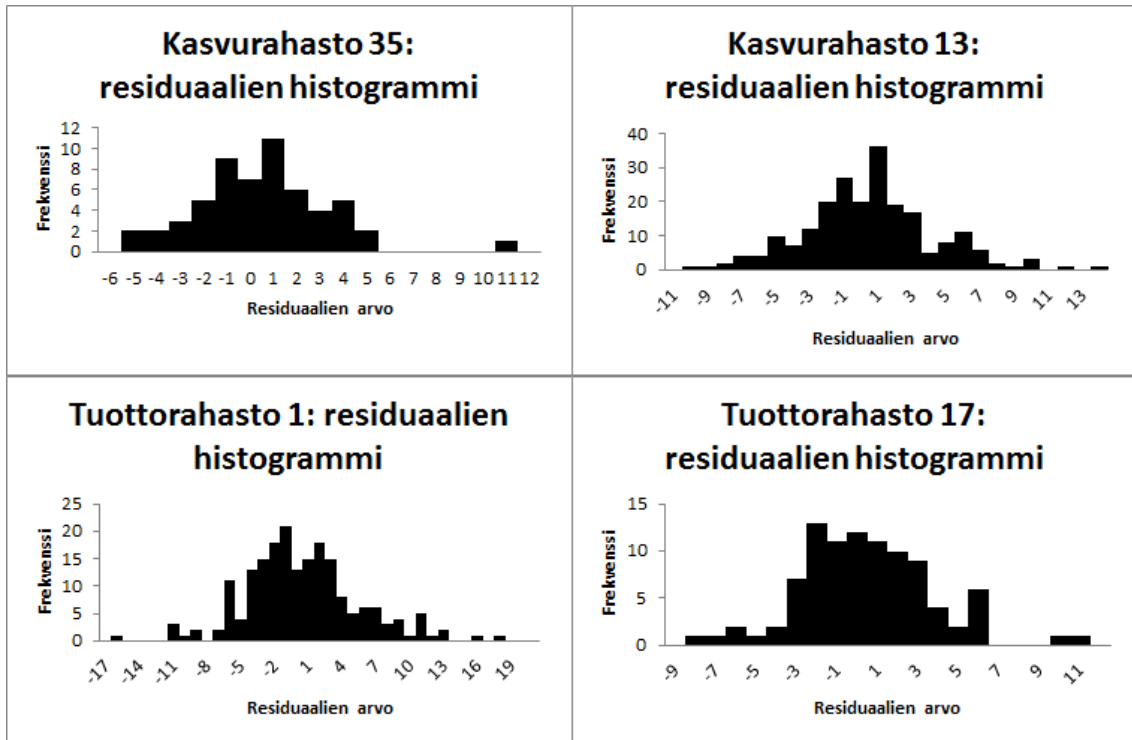 Kasvurahasto 35:
residuaalien histogrammi
Frekvenssi
12
10
8
6
4
2
0
-6 -5 -4 -3 -2 -1 0 1 2 3 4 5 6 7 8 9 10 11 12
Residuaalien arvo
Kasvurahasto 13:
residuaalien histogrammi
Frekvenssi
40
30
20
10
0
-11 -9 -7 -5 -3 -1 1 3 5 7 9 11 13
Residuaalien arvo
Tuottorahasto 1: residuaalien
histogrammi
Frekvenssi
25
20
15
10
5
0
-17 -14 -11 -8 -5 -2 1 4 7 10 13 16 19
Residuaalien arvo
Tuottorahasto 17:
residuaalien histogrammi
Frekvenssi
15
10
5
0
-9 -7 -5 -3 -1 1 3 5 7 9 11
Residuaalien arvo